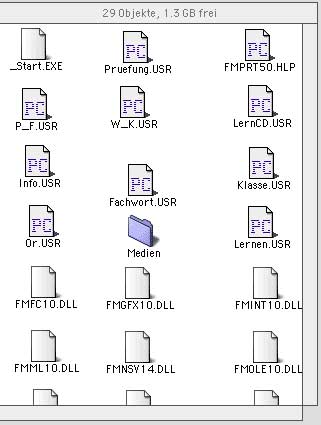 29 Objekte, 1.3 GB frei
_Start.EXE
Pruefung.USR
FMPRT50.HLP
PC
PC
P_F.USR
W_K.USR
LernCD.USR
PC
PC
PC
Info.USR
Fachwort.USR
Klasse.USR
PC
PC
PC
Or.USR
Medien
Lernen.USR
PC
PC
FMFC10.DLL
FMGFX10.DLL
FMINT10.DLL
FMML10.DLL
FMNSV14.DLL
FMOLE10.DLL